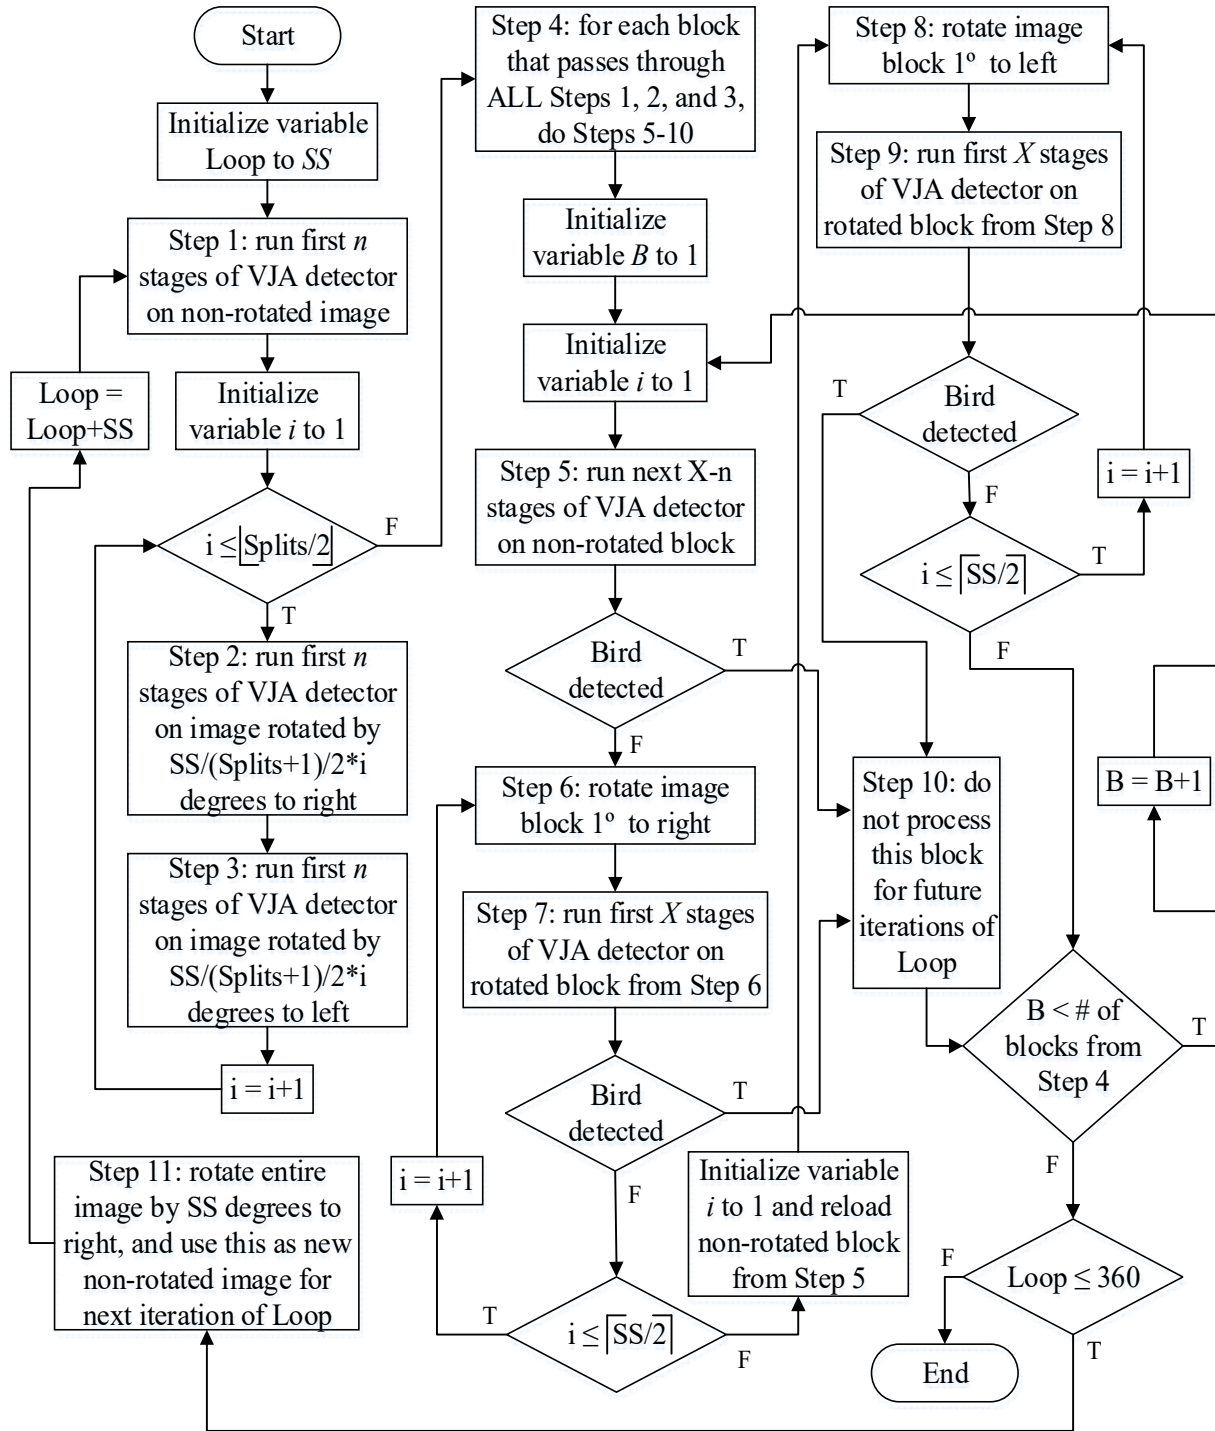 Start
Initialize variable
Loop to SS
Step 1: run first n
stages of VJA detector
on non-rotated image
Loop =
Loop+SS
Initialize
variable i to 1
i ≤ ⌊Splits/2⌋
F
T
Step 2: run first n
stages of VJA detector
on image rotated by
SS/(Splits+1)/2*i
degrees to right
Step 3: run first n
stages of VJA detector
on image rotated by
SS/(Splits+1)/2*i
degrees to left
i = i+1
Step 11: rotate entire
image by SS degrees to
right, and use this as new
non-rotated image for
next iteration of Loop
Step 4: for each block
that passes through
ALL Steps 1, 2, and 3,
do Steps 5-10
Initialize
variable B to 1
Initialize
variable i to 1
Step 5: run next X-n
stages of VJA detector
on non-rotated block
Bird
detected
T
F
Step 6: rotate image
block 1º to right
Step 7: run first X stages
of VJA detector on
rotated block from Step 6
Bird
detected
T
F
i = i+1
i ≤ ⌈SS/2⌉
T
F
Initialize variable
i to 1 and reload
non-rotated block
from Step 5
Step 8: rotate image
block 1º to left
Step 9: run first X stages
of VJA detector on
rotated block from Step 8
Bird
detected
T
F
i = i+1
i ≤ ⌈SS/2⌉
T
F
Step 10: do
not process
this block
for future
iterations of
Loop
B = B+1
B < # of
blocks from
Step 4
T
F
Loop ≤ 360
F
T
End